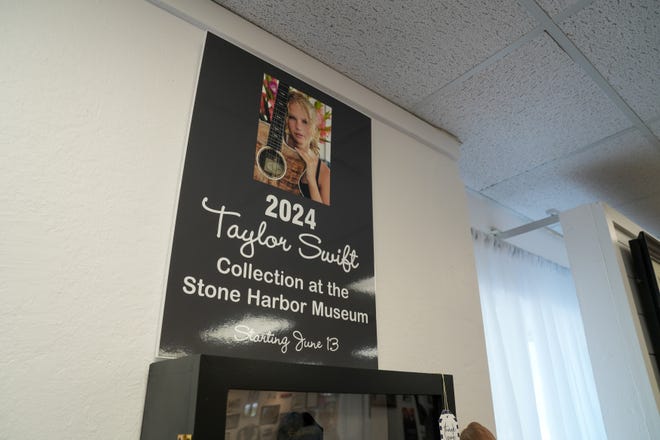 2024
Taylor Swift
Collection at the
Stone Harbor Museum
Starting June 13